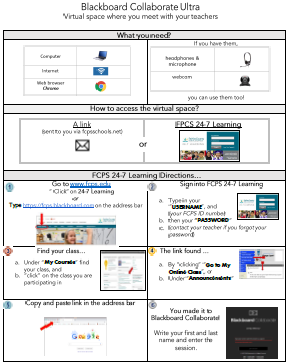 Blackboard Collaborate Ultra
*Virtual space where you meet with your teachers
What you need?
Computer
Internet
Web browser
Chrome
If you have them,
headphones &
microphone
webcam
you can use them too!
How to access the virtual space?
A link
(sent to you via fcpsschools.net)
or
FPCS 24-7 Learning
FCPS 24-7 Learning Directions...
1
Go to www.fcps.edu
"Click" on 24-7 Learning
-or
Type https://fcps.blackboard.com on the address bar
2
Sign into FCPS 24-7 Learning
a. Type in your
"USERNAME", and
(your FCPS ID number)
b. then your "PASSWORD"
c. (contact your teacher if you forgot your
password)
3
Find your class...
a. Under "My Courses" find
your class, and
b. "click" on the class you are
participating in
4
The link found ...
a. By "clicking" "Go to My
Online Class", or
b. Under "Announcements"
5
Copy and paste link in the address bar
Google
6
You made it to
Blackboard Collaborate!
Write your first and last
name and enter the
session.